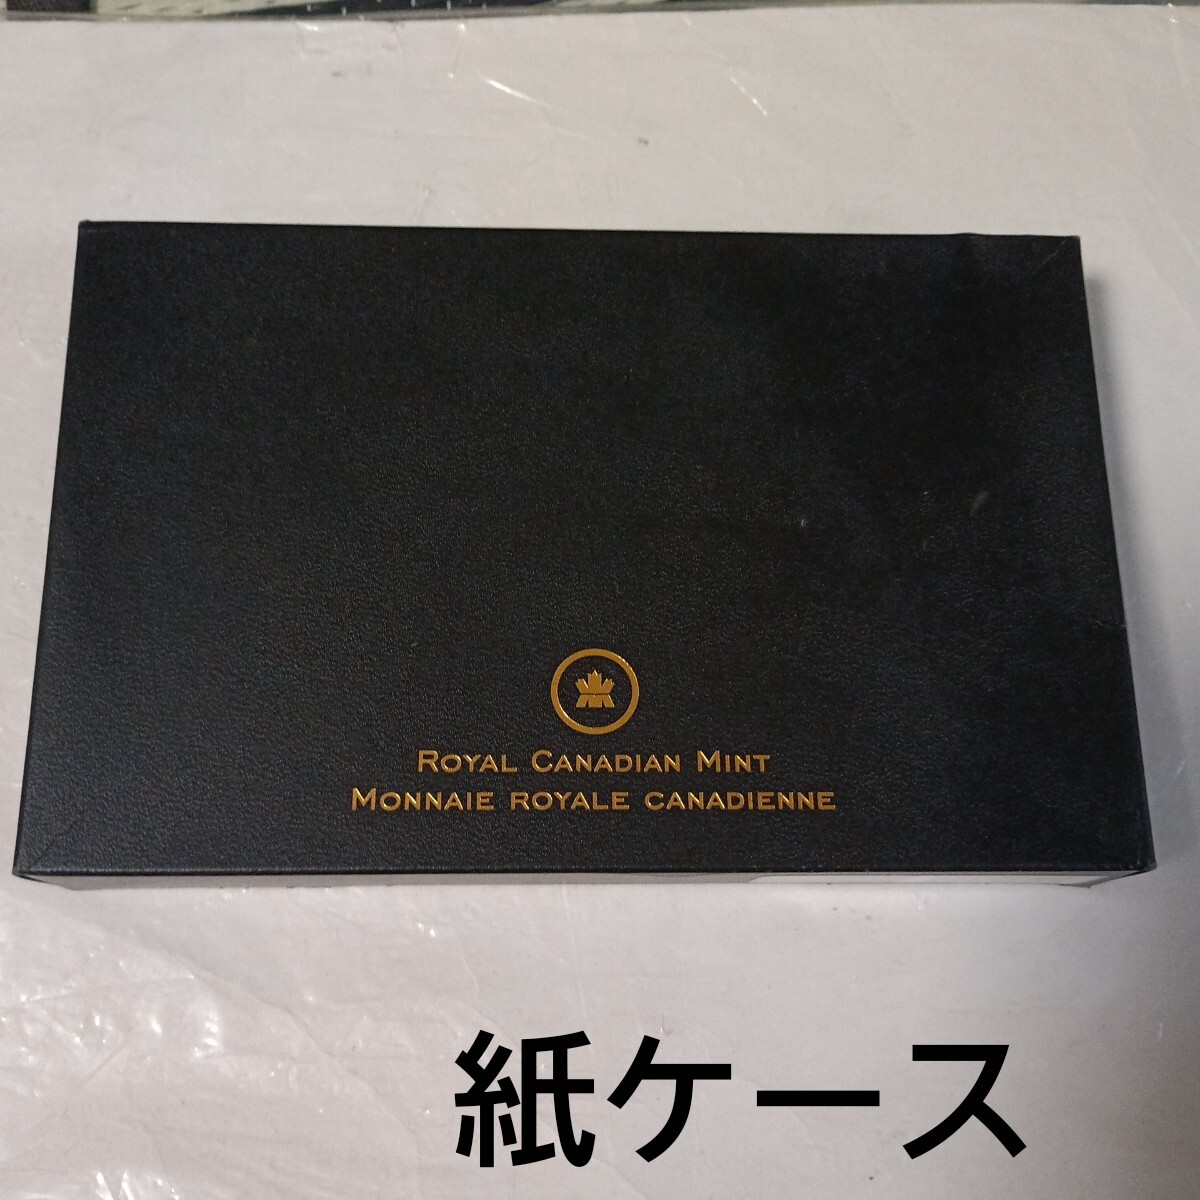 ROYAL CANADIAN MINT
MONNAIE ROYALE CANADIENNE
紙ケース